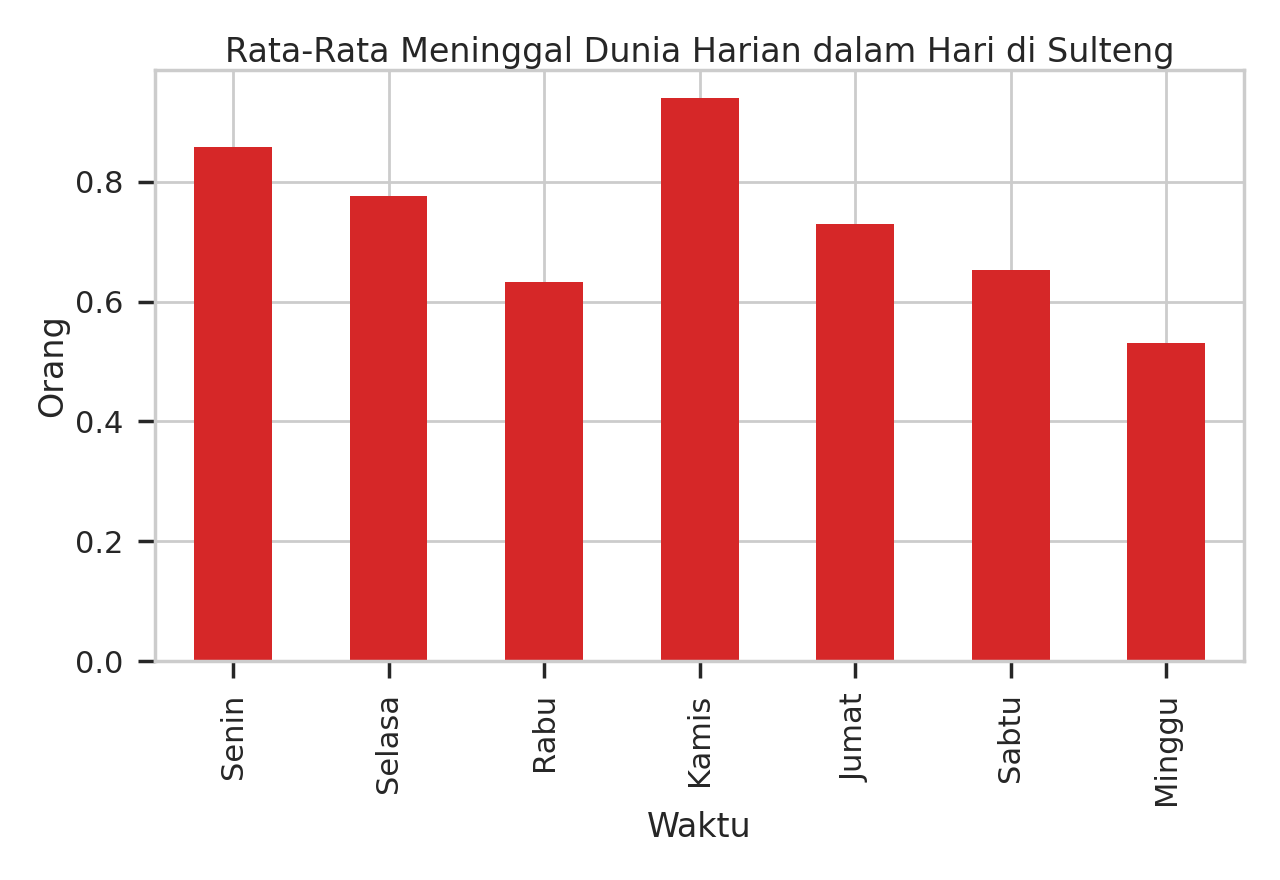 Rata-Rata Meninggal Dunia Harian dalam Hari di Sulteng
Orang
0.8
0.6
0.4
0.2
0.0
Senin
Selasa
Rabu
Kamis
Jumat
Sabtu
Minggu
Waktu